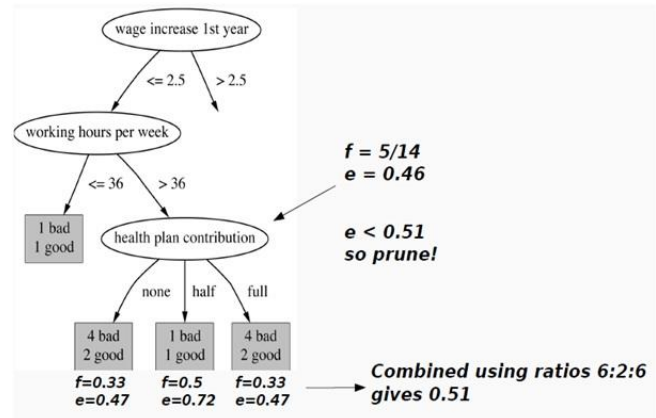 wage increase 1st year
<= 2.5
> 2.5
working hours per week
<= 36
> 36
1 bad
1 good
health plan contribution
none
half
full
4 bad
2 good
1 bad
1 good
4 bad
2 good
f=0.33
e=0.47
f=0.5
e=0.72
f=0.33
e=0.47
f = 5/14
e = 0.46
e < 0.51
so prune!
Combined using ratios 6:2:6
gives 0.51